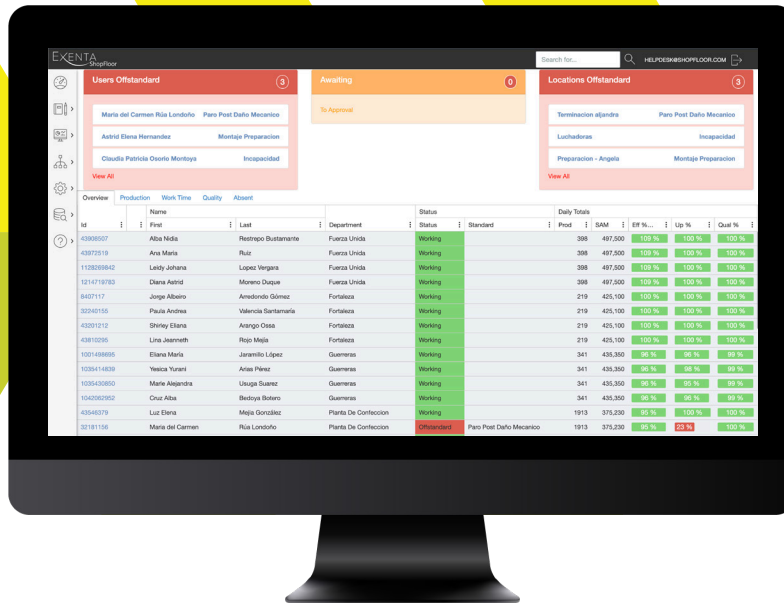 EXENTA
ShopFloor
Search for...
HELPDESK@SHOPFLOOR.COM
Users Offstandard 3
Maria del Carmen Rúa Londoño Paro Post Daño Mecanico
Astrid Elena Hernandez Montaje Preparacion
Claudia Patricia Osorio Montoya Incapacidad
View All
Awaiting 0
To Approval
Locations Offstandard 3
Terminacion aljandra Paro Post Daño Mecanico
Luchadoras Incapacidad
Preparacion - Angela Montaje Preparacion
View All
Overview Production Work Time Quality Absent
Name Status Daily Totals
Id First Last Department Status Standard Prod SAM Eff %... Up % Qual %
43908507 Alba Nidia Restrepo Bustamante Fuerza Unida Working 398 497,500 109 % 100 % 100 %
43972519 Ana Maria Ruiz Fuerza Unida Working 398 497,500 109 % 100 % 100 %
1128269842 Leidy Johana Lopez Vergara Fuerza Unida Working 398 497,500 109 % 100 % 100 %
1214719793 Diana Astrid Moreno Duque Fuerza Unida Working 398 497,500 109 % 100 % 100 %
8407117 Jorge Albeiro Arredondo Gómez Fortaleza Working 219 425,100 100 % 100 % 100 %
32240155 Paula Andrea Valencia Santamaría Fortaleza Working 219 425,100 100 % 100 % 100 %
43201212 Shirley Eliana Arango Ossa Fortaleza Working 219 425,100 100 % 100 % 100 %
43810295 Lina Jeanneth Rojo Mejía Fortaleza Working 219 425,100 100 % 100 % 100 %
1001498695 Eliana María Jaramillo López Guerreras Working 341 435,350 96 % 96 % 99 %
1035414839 Yesica Yurani Arias Pérez Guerreras Working 341 435,350 96 % 98 % 99 %
1035430850 Marle Alejandra Usuga Suarez Guerreras Working 341 435,350 96 % 95 % 99 %
1042062952 Cruz Alba Bedoya Botero Guerreras Working 341 435,350 96 % 96 % 99 %
43546379 Luz Elena Mejía González Planta De Confeccion Working 1913 375,230 95 % 100 % 100 %
32181156 Maria del Carmen Rúa Londoño Planta De Confeccion Offstandard Paro Post Daño Mecanico 1913 375,230 95 % 23 % 100 %